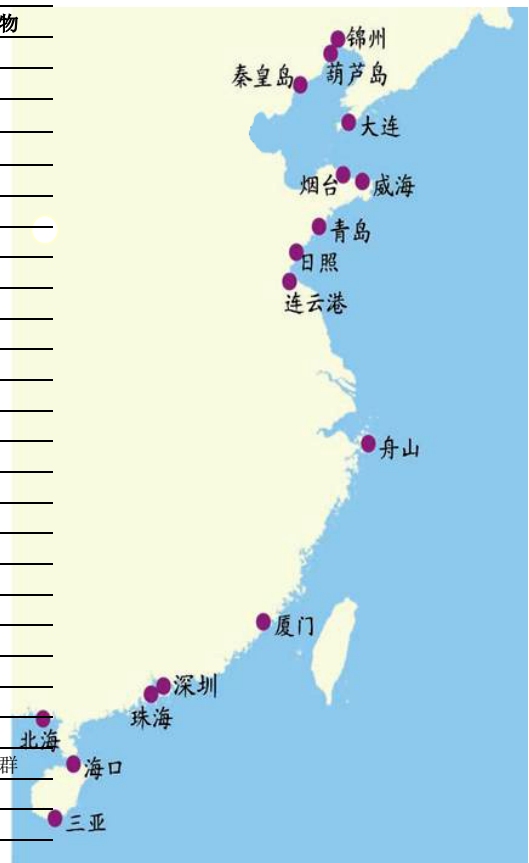 物
锦州
葫芦岛
秦皇岛
大连
烟台
威海
青岛
日照
连云港
舟山
厦门
深圳
珠海
北海
群
海口
三亚